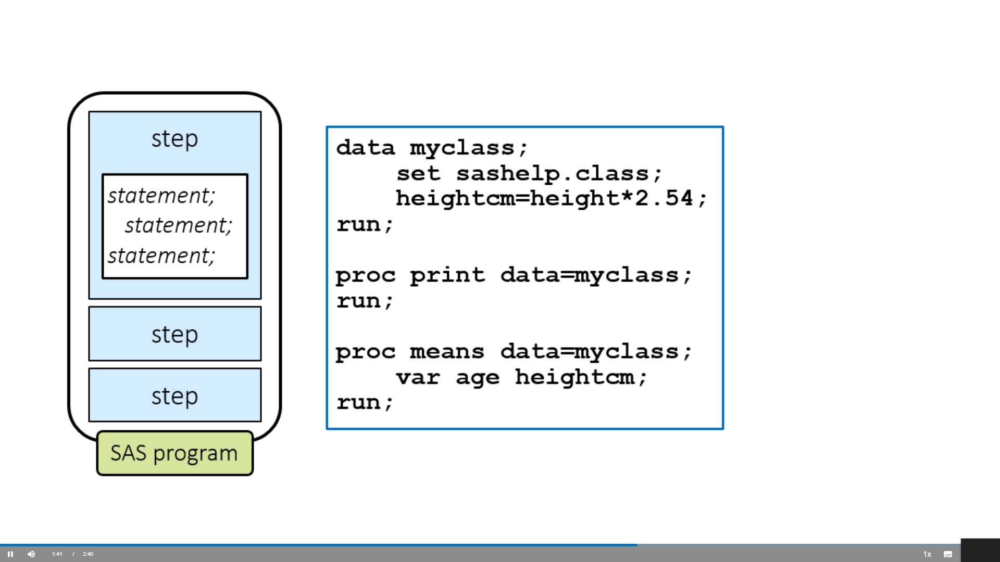 step
statement;
statement;
statement;
step
step
SAS program
data myclass;
set sashelp.class;
heightcm=height*2.54;
run;
proc print data=myclass;
run;
proc means data=myclass;
var age heightcm;
run;
1:41 / 2:40
1x